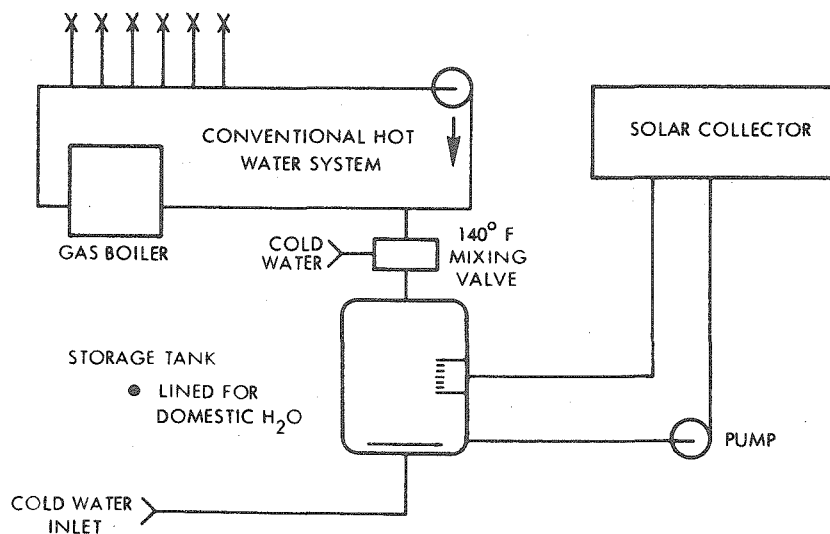 CONVENTIONAL HOT
WATER SYSTEM
SOLAR COLLECTOR
GAS BOILER
COLD
WATER
140° F
MIXING
VALVE
STORAGE TANK
● LINED FOR
DOMESTIC H₂O
PUMP
COLD WATER
INLET